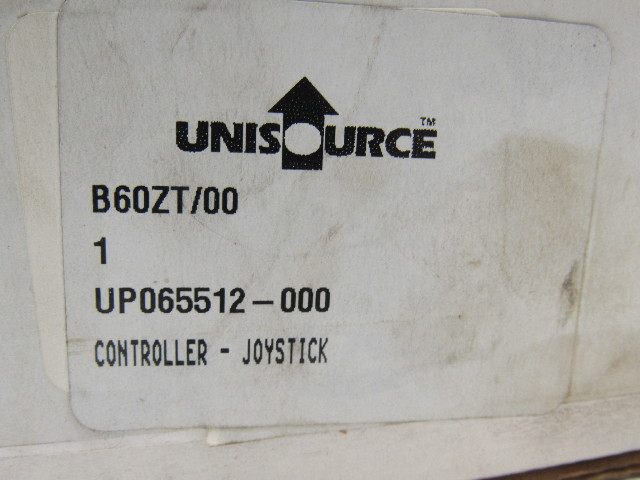 UNISOURCE™
B60ZT/00
1
UP065512-000
CONTROLLER - JOYSTICK